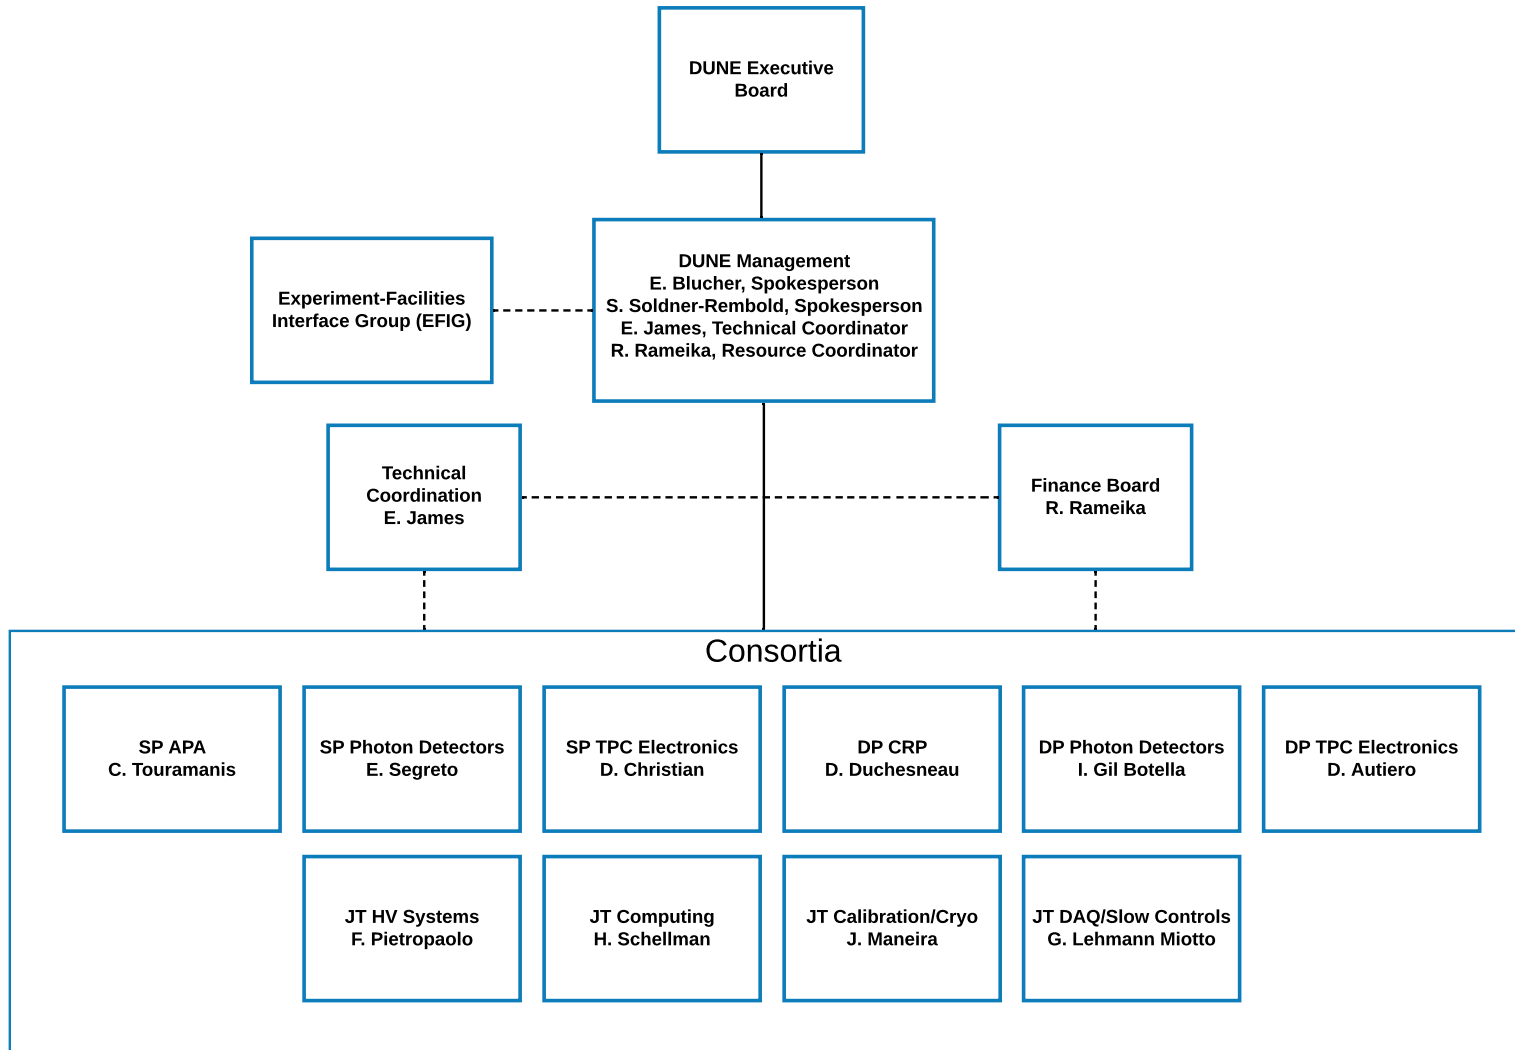 DUNE Executive
Board
DUNE Management
E. Blucher, Spokesperson
S. Soldner-Rembold, Spokesperson
E. James, Technical Coordinator
R. Rameika, Resource Coordinator
Experiment-Facilities
Interface Group (EFIG)
Technical
Coordination
E. James
Finance Board
R. Rameika
Consortia
SP APA
C. Touramanis
SP Photon Detectors
E. Segreto
SP TPC Electronics
D. Christian
DP CRP
D. Duchesneau
DP Photon Detectors
I. Gil Botella
DP TPC Electronics
D. Autiero
JT HV Systems
F. Pietropaolo
JT Computing
H. Schellman
JT Calibration/Cryo
J. Maneira
JT DAQ/Slow Controls
G. Lehmann Miotto